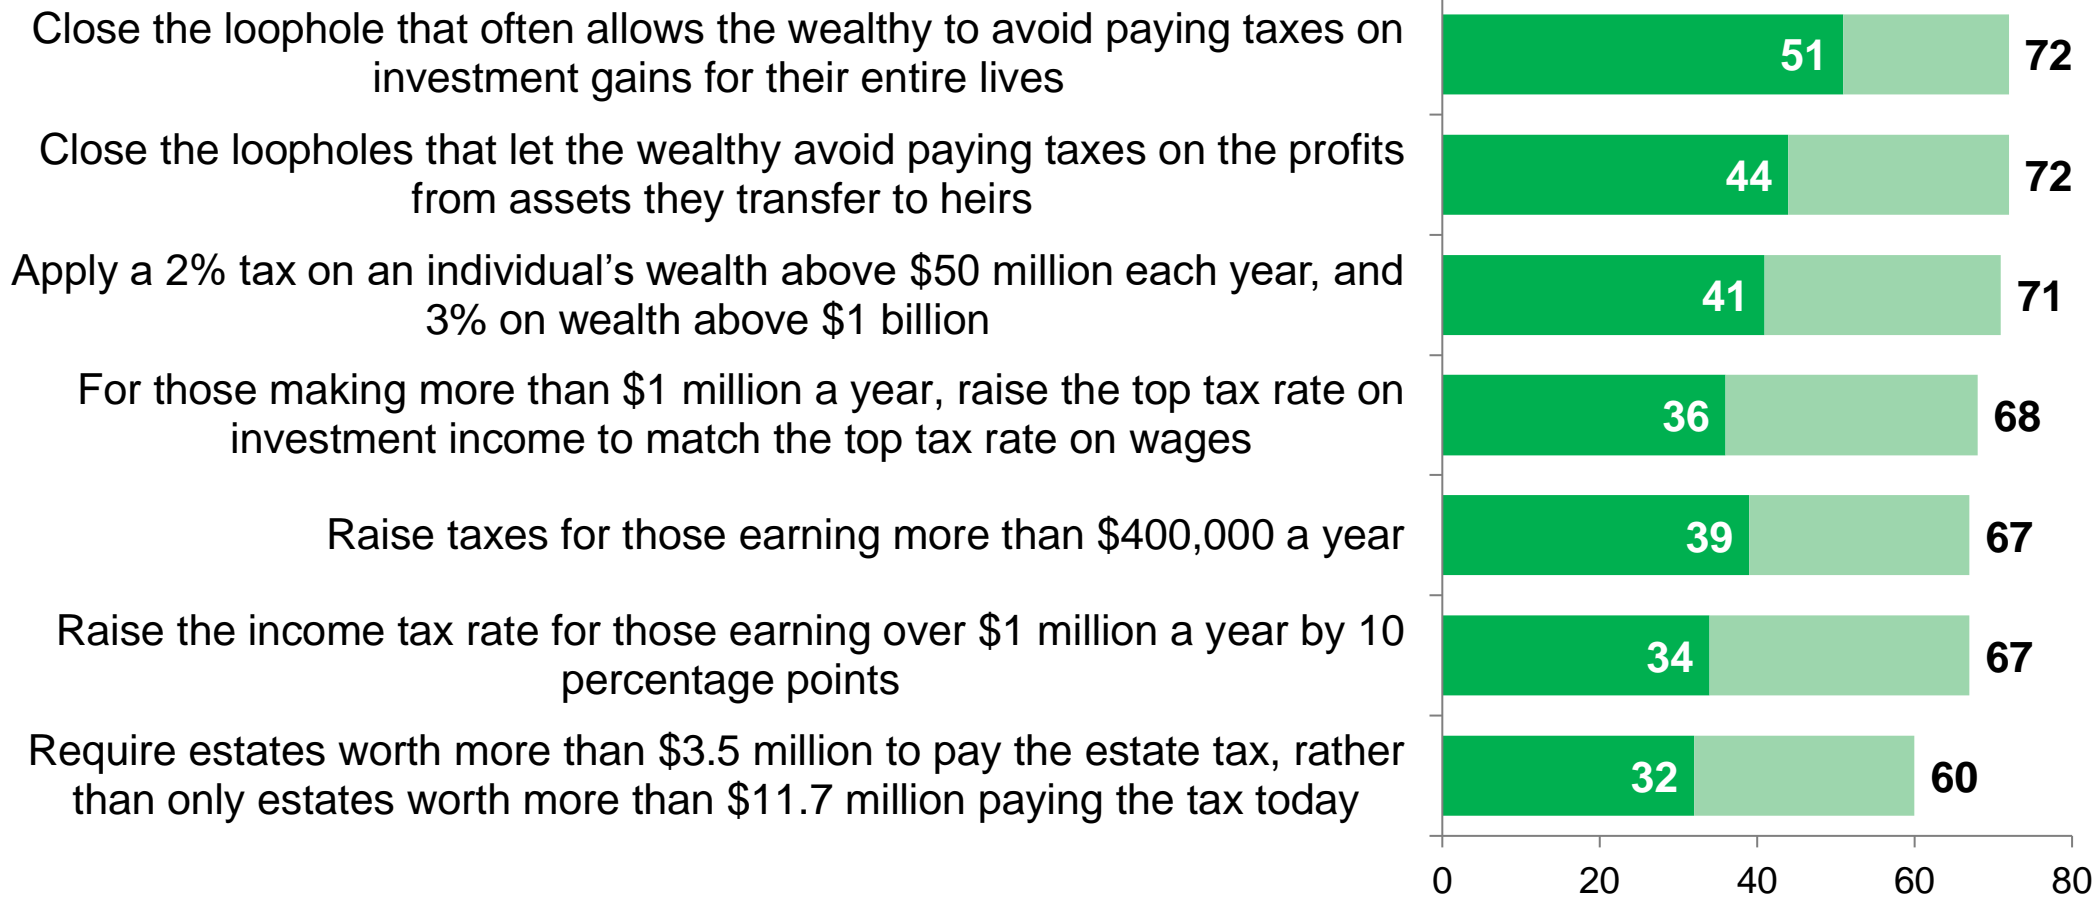 Close the loophole that often allows the wealthy to avoid paying taxes on
investment gains for their entire lives
51 72
Close the loopholes that let the wealthy avoid paying taxes on the profits
from assets they transfer to heirs
44 72
Apply a 2% tax on an individual’s wealth above $50 million each year, and
3% on wealth above $1 billion
41 71
For those making more than $1 million a year, raise the top tax rate on
investment income to match the top tax rate on wages
36 68
Raise taxes for those earning more than $400,000 a year
39 67
Raise the income tax rate for those earning over $1 million a year by 10
percentage points
34 67
Require estates worth more than $3.5 million to pay the estate tax, rather
than only estates worth more than $11.7 million paying the tax today
32 60
0 20 40 60 80